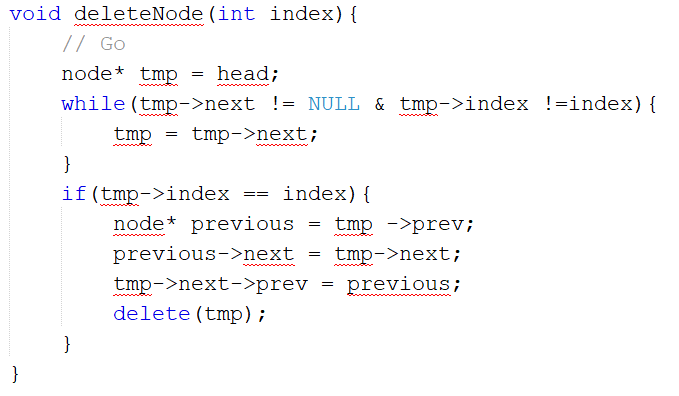 void deleteNode(int index){
// Go
node* tmp = head;
while(tmp->next != NULL & tmp->index !=index){
tmp = tmp->next;
}
if(tmp->index == index){
node* previous = tmp ->prev;
previous->next = tmp->next;
tmp->next->prev = previous;
delete(tmp);
}
}